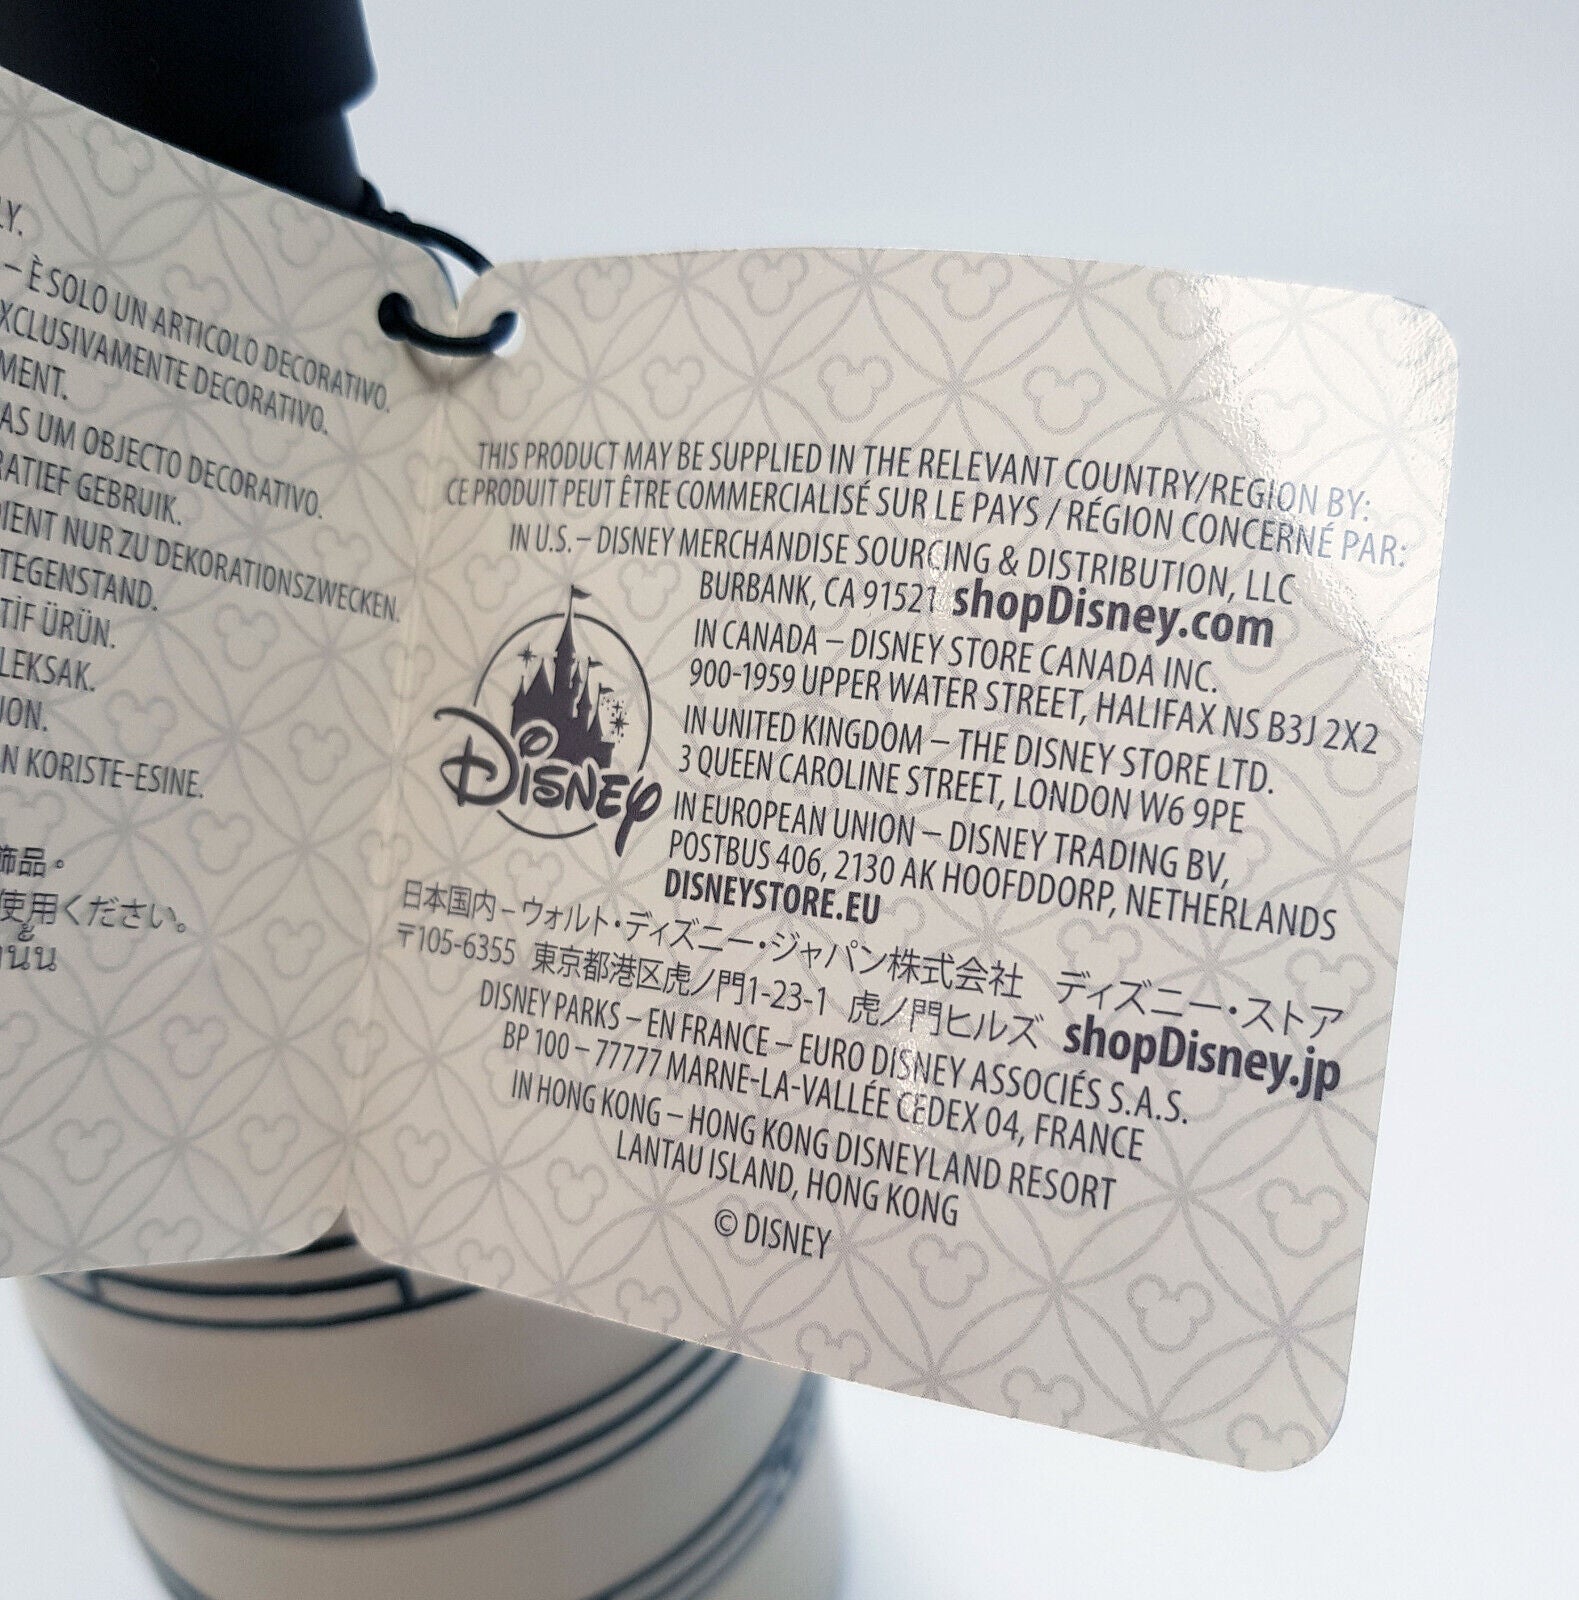 LY.
– È SOLO UN ARTICOLO DECORATIVO.
XCLUSIVAMENTE DECORATIVO.
MENT.
AS UM OBJECTO DECORATIVO.
RATIEF GEBRUIK.
DIENT NUR ZU DEKORATIONSZWECKEN.
TEGENSTAND.
TİF ÜRÜN.
LEKSAK.
JON.
N KORISTE-ESINE.
飾品。
使用ください。
THIS PRODUCT MAY BE SUPPLIED IN THE RELEVANT COUNTRY/REGION BY:
CE PRODUIT PEUT ÊTRE COMMERCIALISÉ SUR LE PAYS / RÉGION CONCERNÉ PAR:
IN U.S. – DISNEY MERCHANDISE SOURCING & DISTRIBUTION, LLC
BURBANK, CA 91521 shopDisney.com
IN CANADA – DISNEY STORE CANADA INC.
900-1959 UPPER WATER STREET, HALIFAX NS B3J 2X2
IN UNITED KINGDOM – THE DISNEY STORE LTD.
3 QUEEN CAROLINE STREET, LONDON W6 9PE
IN EUROPEAN UNION – DISNEY TRADING BV,
POSTBUS 406, 2130 AK HOOFDDORP, NETHERLANDS
DISNEYSTORE.EU
Disney
日本国内 – ウォルト・ディズニー・ジャパン株式会社 ディズニー・ストア
〒105-6355 東京都港区虎ノ門1-23-1 虎ノ門ヒルズ shopDisney.jp
DISNEY PARKS – EN FRANCE – EURO DISNEY ASSOCIÉS S.A.S.
BP 100 – 77777 MARNE-LA-VALLÉE CEDEX 04, FRANCE
IN HONG KONG – HONG KONG DISNEYLAND RESORT
LANTAU ISLAND, HONG KONG
© DISNEY